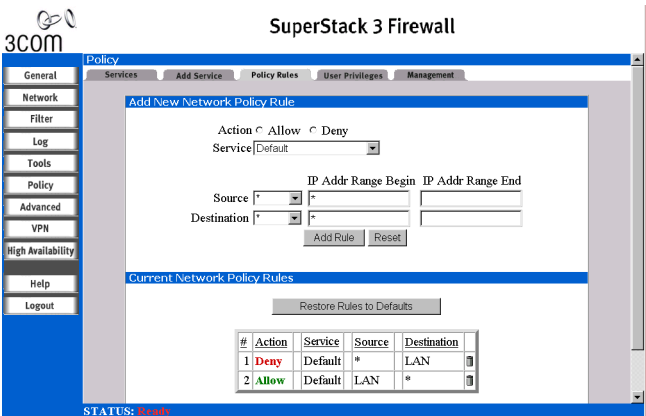 3COM
SuperStack 3 Firewall
Policy
Services Add Service Policy Rules User Privileges Management
General
Network
Filter
Log
Tools
Policy
Advanced
VPN
High Availability
Help
Logout
Add New Network Policy Rule
Action Allow Deny
Service Default
IP Addr Range Begin IP Addr Range End
Source * *
Destination * *
Add Rule Reset
Current Network Policy Rules
Restore Rules to Defaults
# Action Service Source Destination
1 Deny Default * LAN
2 Allow Default LAN *
STATUS: Ready